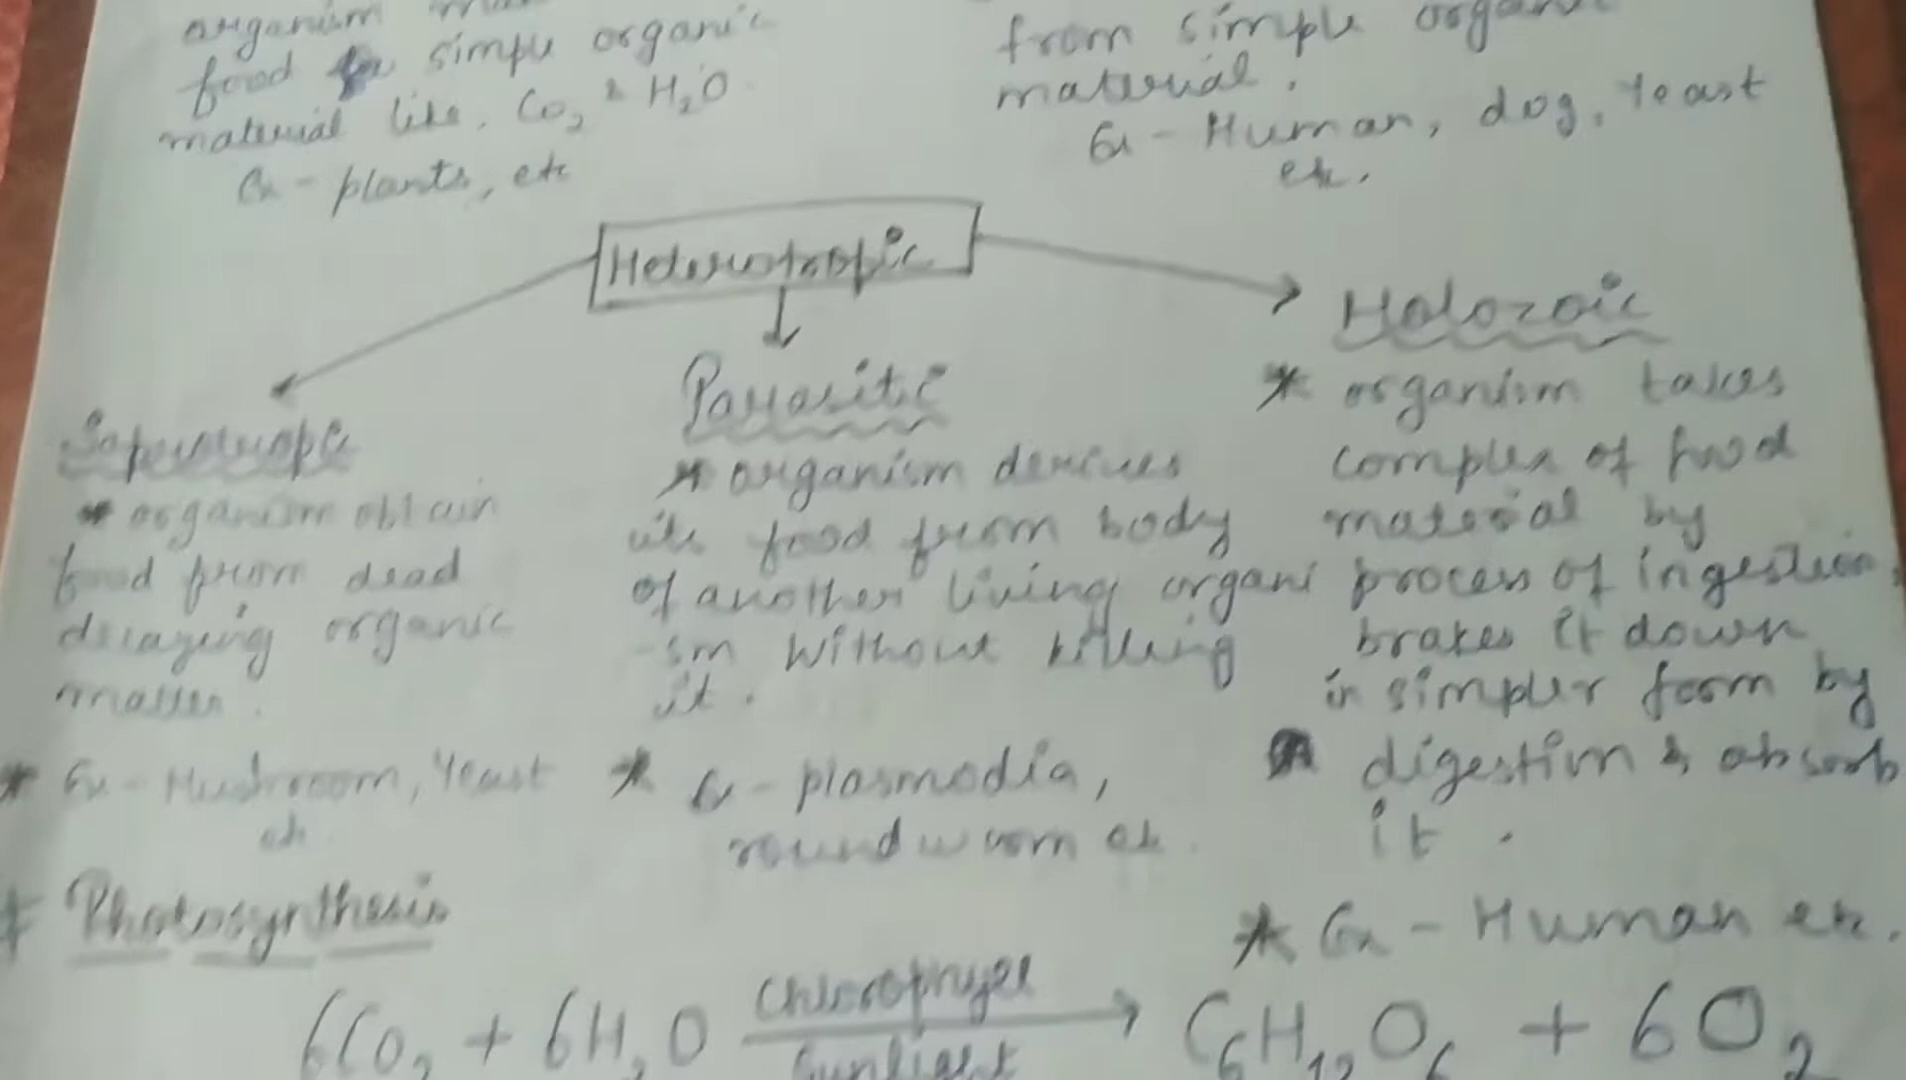 organism
food simple organic
material like. Co2 & H2O
Ex - plants, etc
from simple organ
material.
Ex - Human, dog, Yeast
etc.
Heterotrophic
Saprotrophic
* organism obtain
food from dead
decaying organic
matter.
* Ex - Mushroom, Yeast
etc.
Parasitic
* organism derives
its food from body
of another living organi
-sm without killing
it.
* Ex - plasmodia,
roundworm etc.
Holozoic
* organism takes
complex of food
material by
process of ingestion,
brakes it down
in simpler form by
digestion & absorb
it.
* Ex - Human etc.
* Photosynthesis
6CO2 + 6H2O Chlorophyll Sunlight → C6H12O6 + 6O2